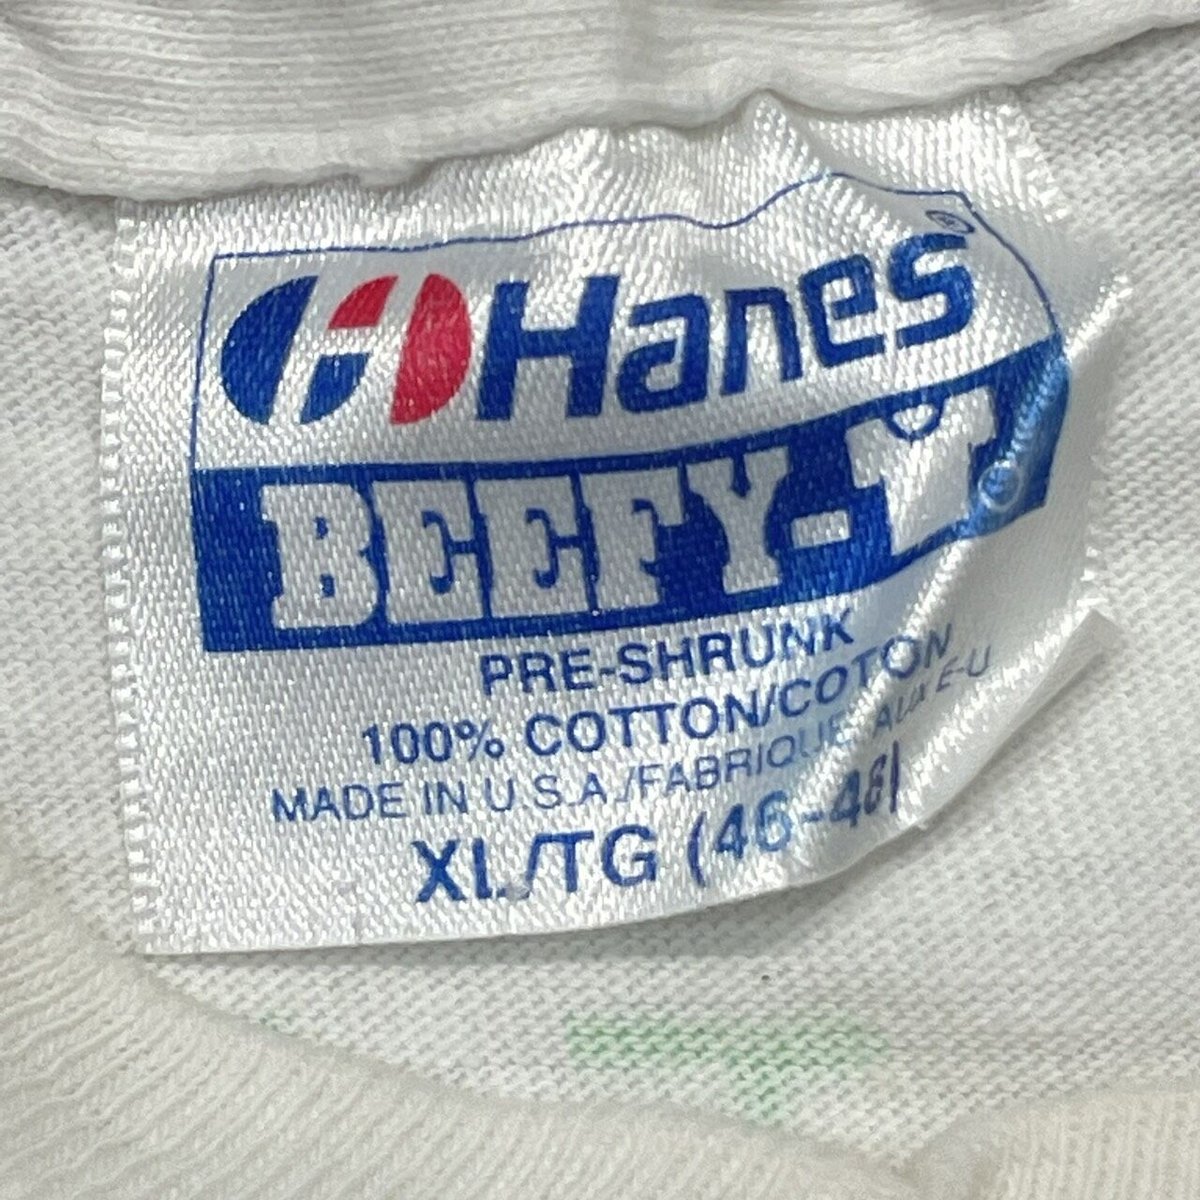 Hanes®
BEEFY-T®
PRE-SHRUNK
100% COTTON/COTON
MADE IN U.S.A./FABRIQUE AUX É-U
XL/TG (46-48)